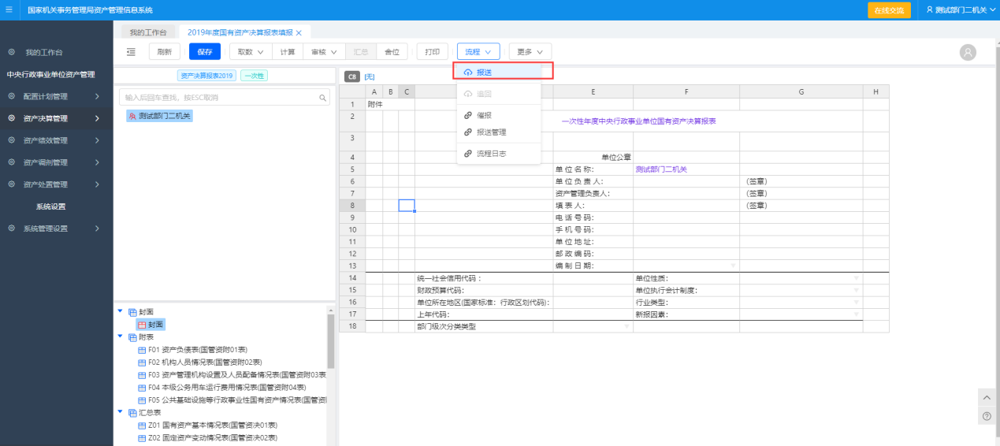 国家机关事务管理局资产管理信息系统
在线交流
测试部门二机关
我的工作台
中央行政事业单位资产管理
配置计划管理
资产决算管理
资产绩效管理
资产调剂管理
资产处置管理
系统设置
系统管理设置
我的工作台 2019年度国有资产决算报表填报
刷新 保存 取数 计算 审核 汇总 舍位 打印 流程 更多
报送
退回
催报
报送管理
流程日志
资产决算报表2019 一次性
输入后回车查找，按ESC取消
测试部门二机关
封面
封面
附表
F01 资产负债表(国管资附01表)
F02 机构人员情况表(国管资附02表)
F03 资产管理机构设置及人员配备情况表(国管资附03表
F04 本级公务用车运行费用情况表(国管资附04表)
F05 公共基础设施等行政事业性国有资产情况表(国管资
汇总表
Z01 国有资产基本情况表(国管资决01表)
Z02 固定资产变动情况表(国管资决02表)
C8 [无]
A B C E F G H
1 附件
2 一次性年度中央行政事业单位国有资产决算报表
3
4 单位公章
5 单 位 名 称： 测试部门二机关
6 单 位 负 责 人： （签章）
7 资产管理负责人： （签章）
8 填 表 人： （签章）
9 电 话 号 码：
10 手 机 号 码：
11 单 位 地 址：
12 邮 政 编 码：
13 编 制 日 期：
14 统一社会信用代码 ： 单位性质：
15 财政预算代码： 单位执行会计制度：
16 单位所在地区(国家标准：行政区划代码)： 行业类型：
17 上年代码： 新报因素：
18 部门级次分类类型